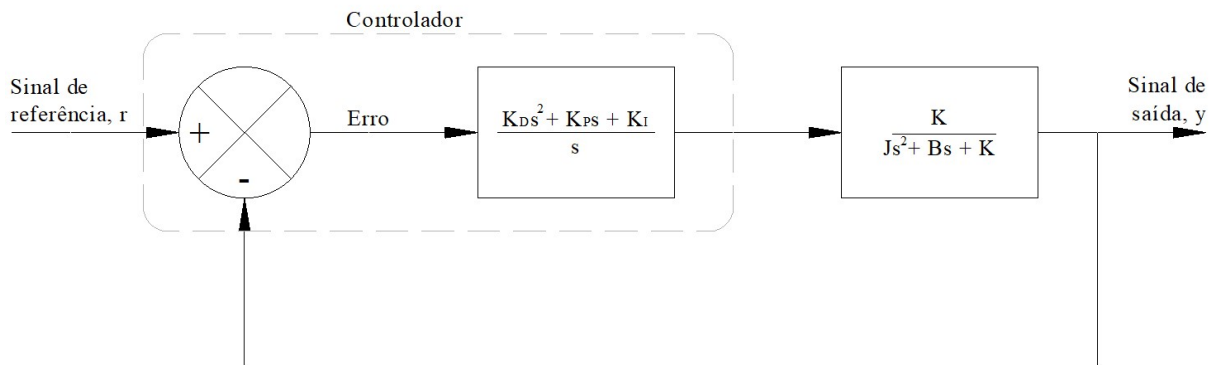 Controlador
Sinal de
referência, r
+
-
Erro
KDs² + KPs + KI
s
K
Js² + Bs + K
Sinal de
saída, y